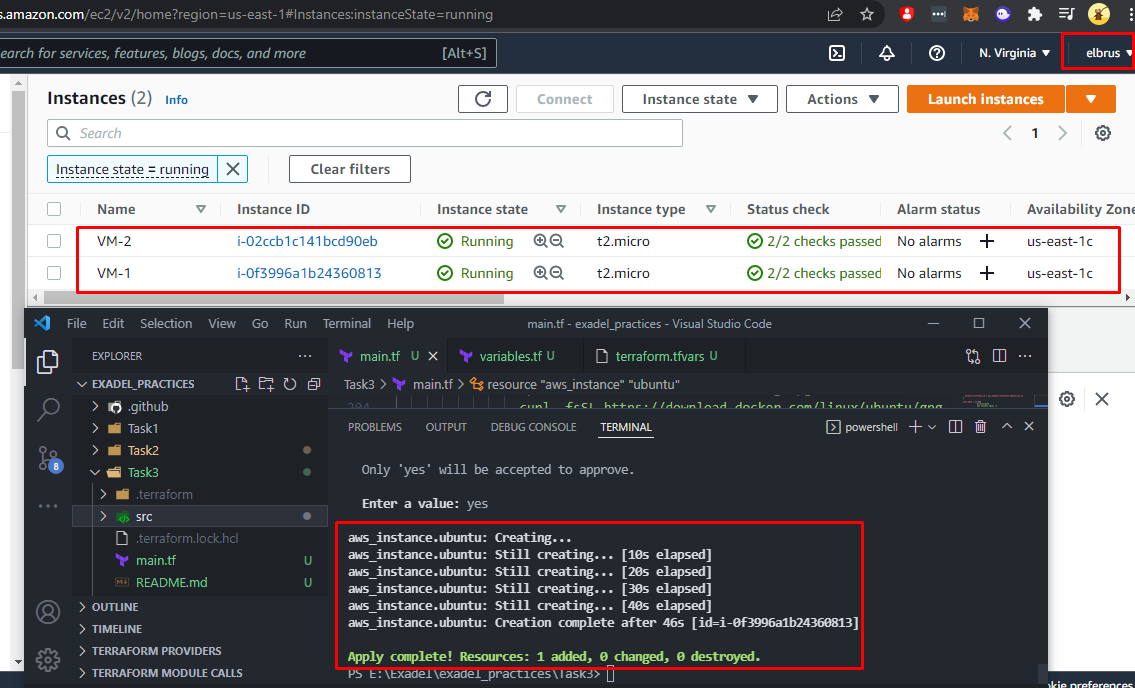 s.amazon.com/ec2/v2/home?region=us-east-1#Instances:instanceState=running
earch for services, features, blogs, docs, and more [Alt+S] N. Virginia elbrus
Instances (2) Info Connect Instance state Actions Launch instances
Search 1
Instance state = running Clear filters
Name Instance ID Instance state Instance type Status check Alarm status Availability Zone
VM-2 i-02ccb1c141bcd90eb Running t2.micro 2/2 checks passed No alarms + us-east-1c
VM-1 i-0f3996a1b24360813 Running t2.micro 2/2 checks passed No alarms + us-east-1c
File Edit Selection View Go Run Terminal Help main.tf - exadel_practices - Visual Studio Code
EXPLORER ... main.tf U variables.tf U terraform.tfvars U ...
EXADEL_PRACTICES Task3 > main.tf > resource "aws_instance" "ubuntu"
204 curl -fsSL https://download.docker.com/linux/ubuntu/gpg
.github
Task1
Task2
Task3
.terraform
src
.terraform.lock.hcl
main.tf U
README.md U
OUTLINE
TIMELINE
TERRAFORM PROVIDERS
TERRAFORM MODULE CALLS
8
PROBLEMS OUTPUT DEBUG CONSOLE TERMINAL powershell
Only 'yes' will be accepted to approve.
Enter a value: yes
aws_instance.ubuntu: Creating...
aws_instance.ubuntu: Still creating... [10s elapsed]
aws_instance.ubuntu: Still creating... [20s elapsed]
aws_instance.ubuntu: Still creating... [30s elapsed]
aws_instance.ubuntu: Still creating... [40s elapsed]
aws_instance.ubuntu: Creation complete after 46s [id=i-0f3996a1b24360813]
Apply complete! Resources: 1 added, 0 changed, 0 destroyed.
PS E:\Exadel\exadel_practices\Task3>
kie preferences